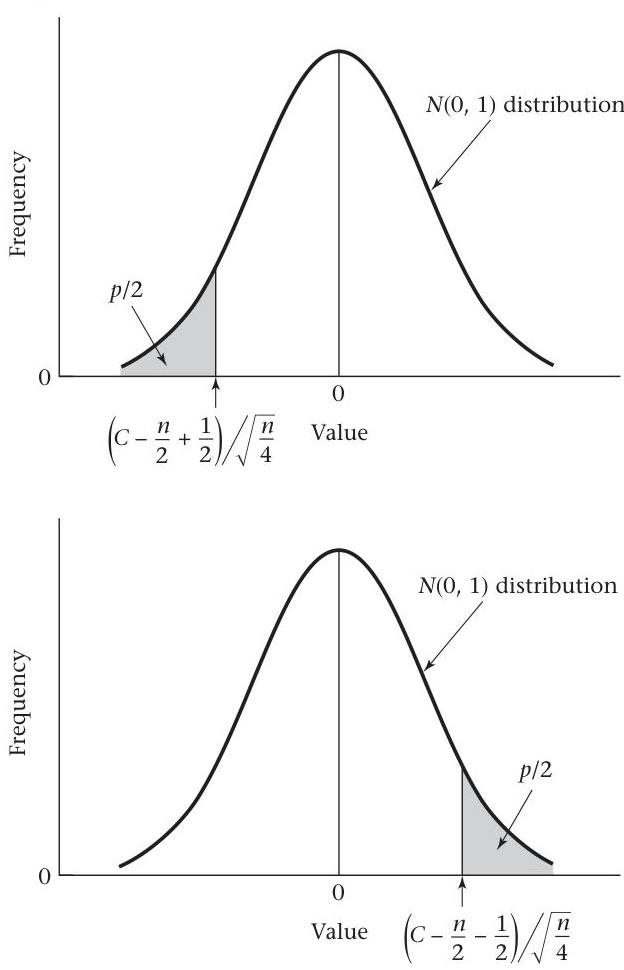 Frequency
N(0, 1) distribution
p/2
0
0
(C − n/2 + 1/2)/√(n/4)
Value
Frequency
N(0, 1) distribution
p/2
0
0
Value
(C − n/2 − 1/2)/√(n/4)